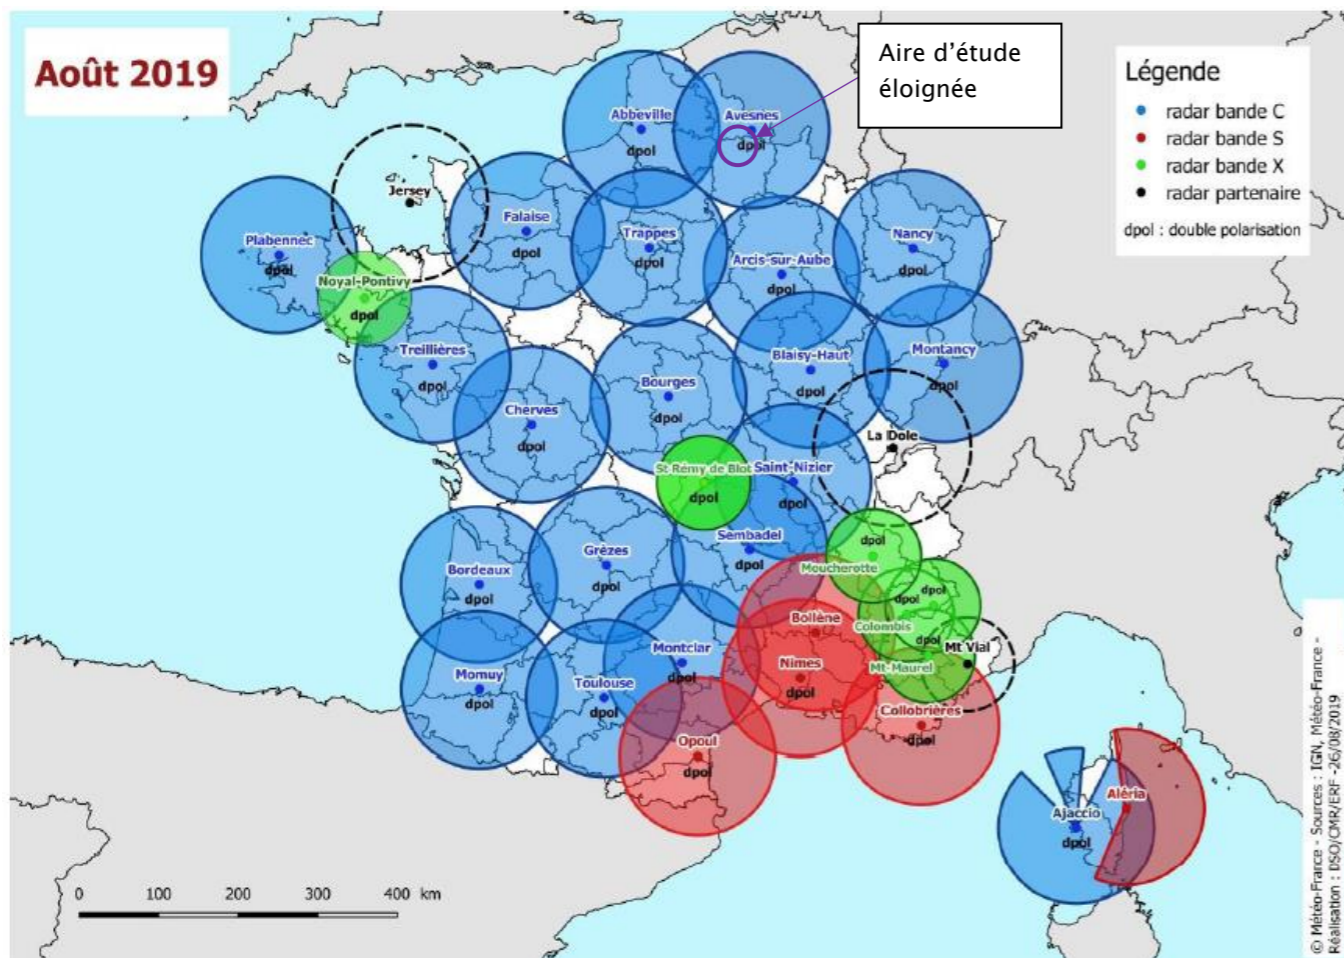 Août 2019
Aire d'étude
éloignée
Légende
radar bande C
radar bande S
radar bande X
radar partenaire
dpol : double polarisation
Abbeville
dpol
Avesnes
dpol
Jersey
Falaise
dpol
Trappes
dpol
Arcis-sur-Aube
dpol
Nancy
dpol
Plabennec
dpol
Noyal-Pontivy
dpol
Treillières
dpol
Cherves
dpol
Bourges
dpol
Blaisy-Haut
dpol
Montancy
dpol
La Dole
St Rémy de Blot
dpol
Saint-Nizier
dpol
Sembadel
dpol
Grèzes
dpol
Bordeaux
dpol
dpol
Moucherotte
dpol
dpol
Colombis
dpol
Mt-Maurel
Mt Vial
Bollène
Nîmes
dpol
Montclar
dpol
Momuy
dpol
Toulouse
dpol
Opoul
dpol
Collobrières
dpol
Ajaccio
dpol
Aléria
0 100 200 300 400 km
© Météo-France - Sources : IGN, Météo-France -
Réalisation : DSO/CMR/ERF -26/08/2019